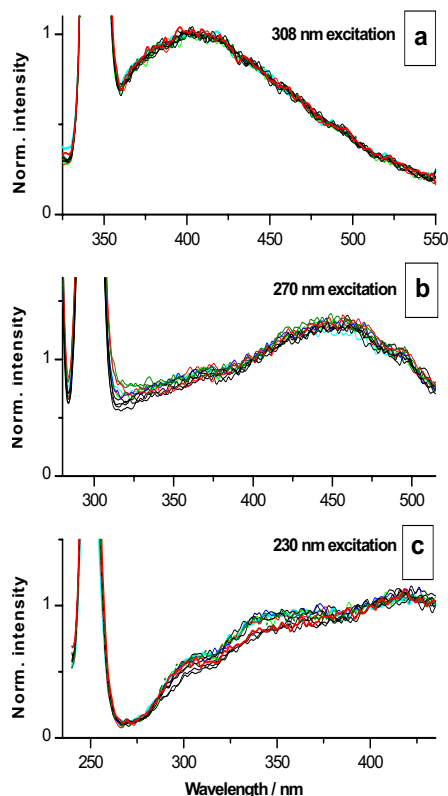 308 nm excitation
a
Norm. intensity
1
0
350 400 450 500 550
270 nm excitation
b
Norm. intensity
1
0
300 350 400 450 500
230 nm excitation
c
Norm. intensity
1
0
250 300 350 400
Wavelength / nm